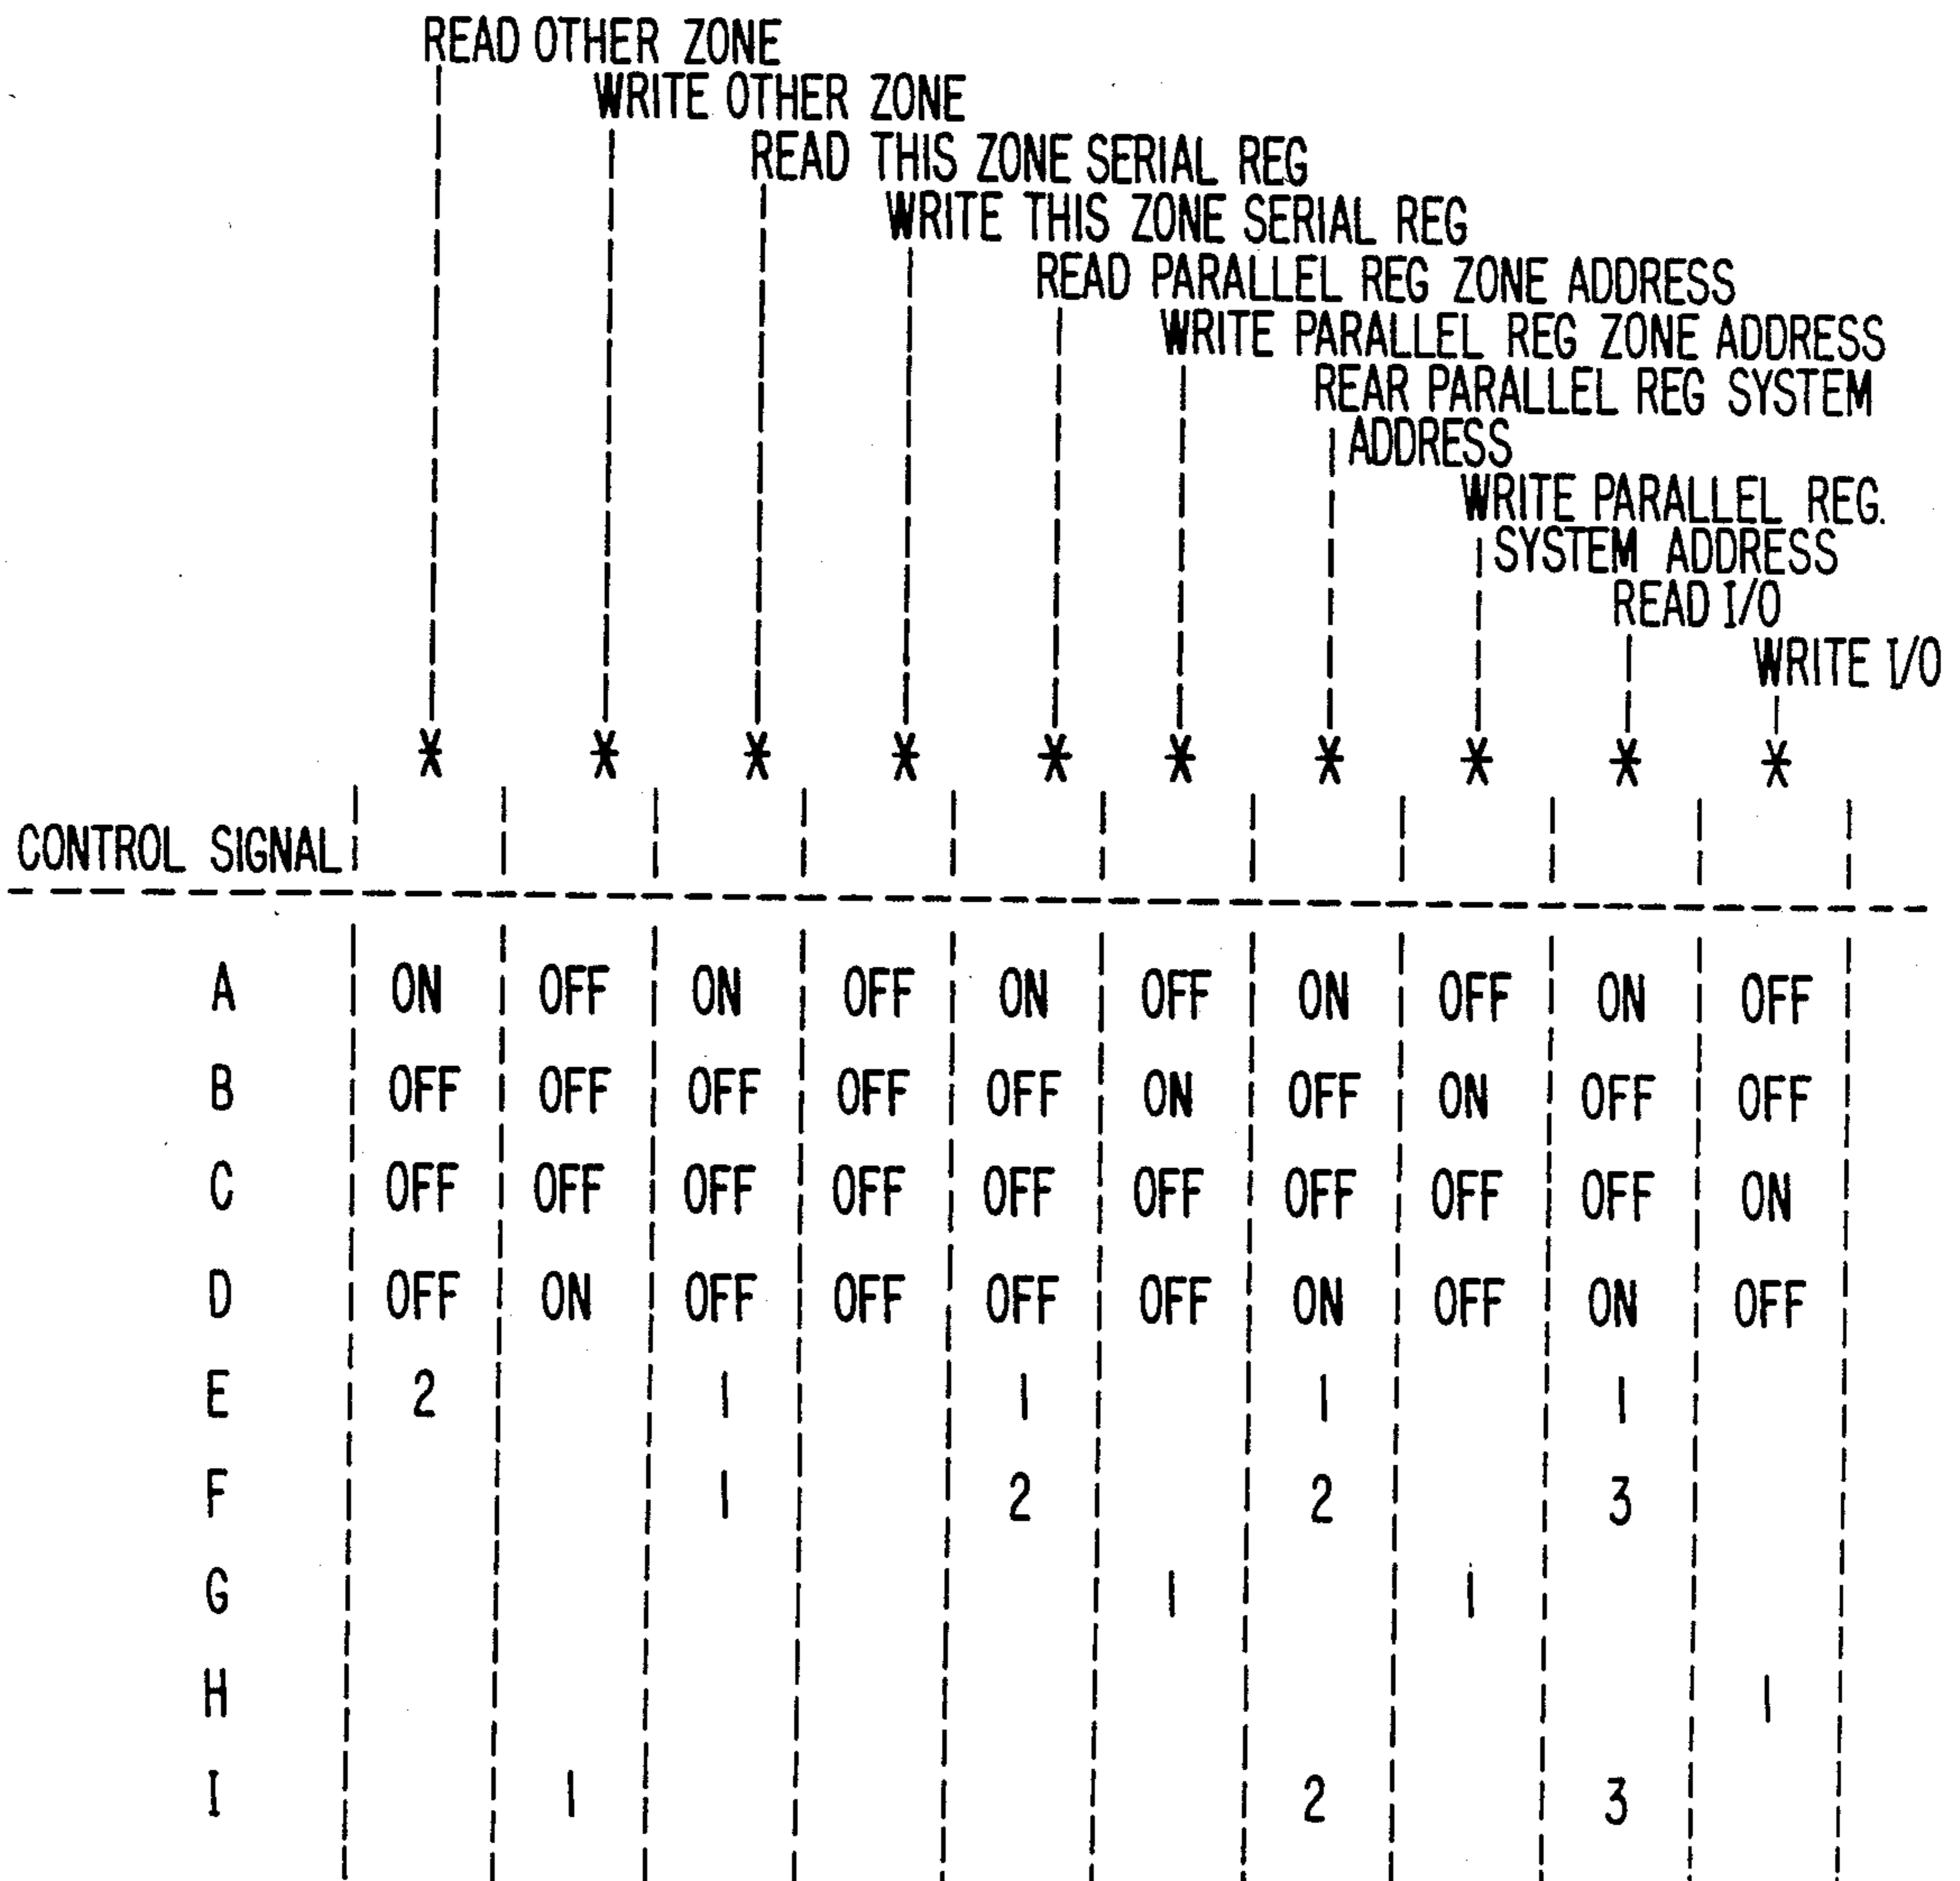 READ OTHER ZONE
WRITE OTHER ZONE
READ THIS ZONE SERIAL REG
WRITE THIS ZONE SERIAL REG
READ PARALLEL REG ZONE ADDRESS
WRITE PARALLEL REG ZONE ADDRESS
REAR PARALLEL REG SYSTEM
ADDRESS
WRITE PARALLEL REG.
SYSTEM ADDRESS
READ I/O
WRITE I/O
* * * * * * * * * *
CONTROL SIGNAL
A ON OFF ON OFF ON OFF ON OFF ON OFF
B OFF OFF OFF OFF OFF ON OFF ON OFF OFF
C OFF OFF OFF OFF OFF OFF OFF OFF OFF ON
D OFF ON OFF OFF OFF OFF ON OFF ON OFF
E 2 1 1 1 1
F 1 2 2 3
G 1 1
H 1
I 1 2 3